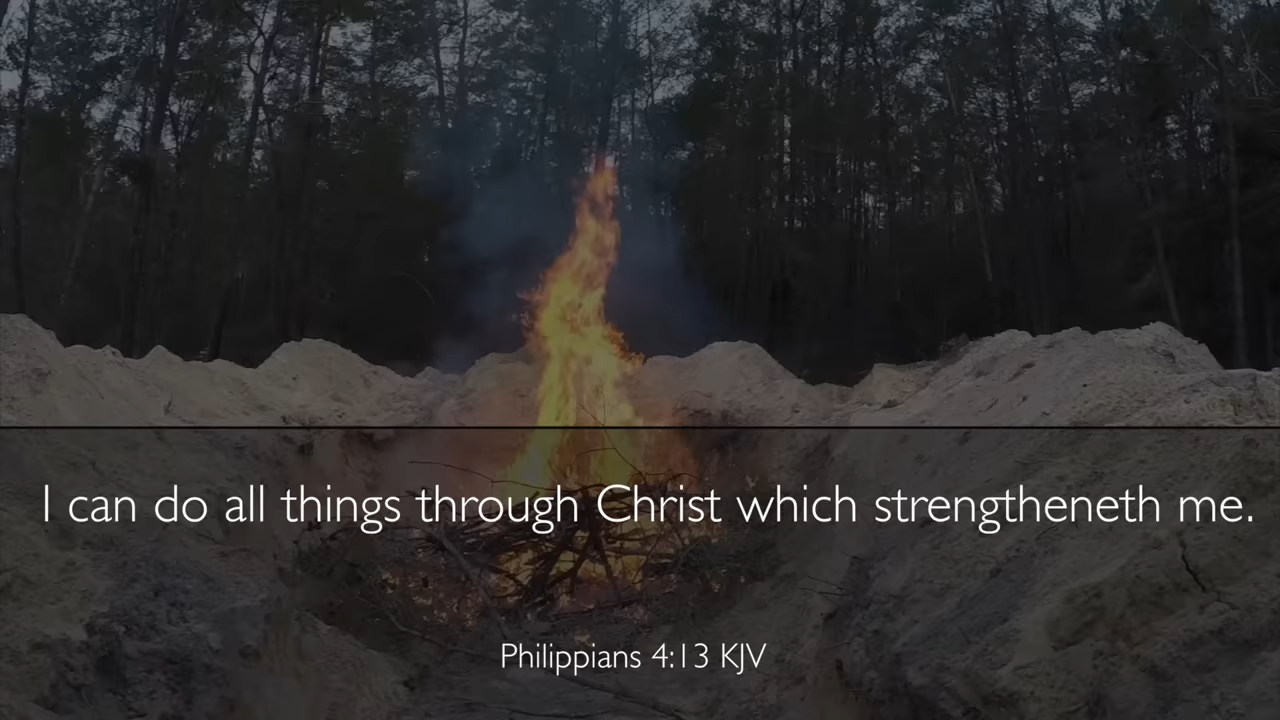 I can do all things through Christ which strengtheneth me.
Philippians 4:13 KJV